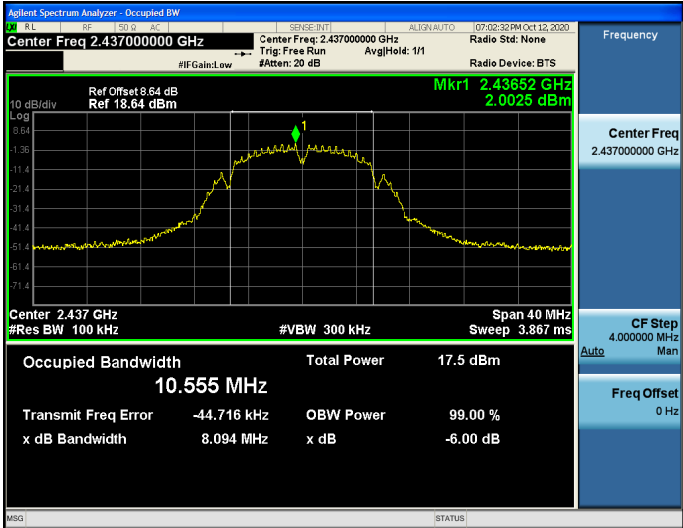 Agilent Spectrum Analyzer - Occupied BW
LXI RL RF 50 Ω AC SENSE:INT ALIGN AUTO 07:02:32 PM Oct 12, 2020
Center Freq 2.437000000 GHz
Center Freq: 2.437000000 GHz
Radio Std: None
Trig: Free Run Avg|Hold: 1/1
#IFGain:Low #Atten: 20 dB Radio Device: BTS
Frequency
Ref Offset 8.64 dB
Mkr1 2.43652 GHz
10 dB/div Ref 18.64 dBm 2.0025 dBm
Log
8.64
-1.36
-11.4
-21.4
-31.4
-41.4
-51.4
-61.4
-71.4
1
Center 2.437 GHz Span 40 MHz
#Res BW 100 kHz #VBW 300 kHz Sweep 3.867 ms
Occupied Bandwidth Total Power 17.5 dBm
10.555 MHz
Transmit Freq Error -44.716 kHz OBW Power 99.00 %
x dB Bandwidth 8.094 MHz x dB -6.00 dB
Center Freq
2.437000000 GHz
CF Step
4.000000 MHz
Auto Man
Freq Offset
0 Hz
MSG STATUS